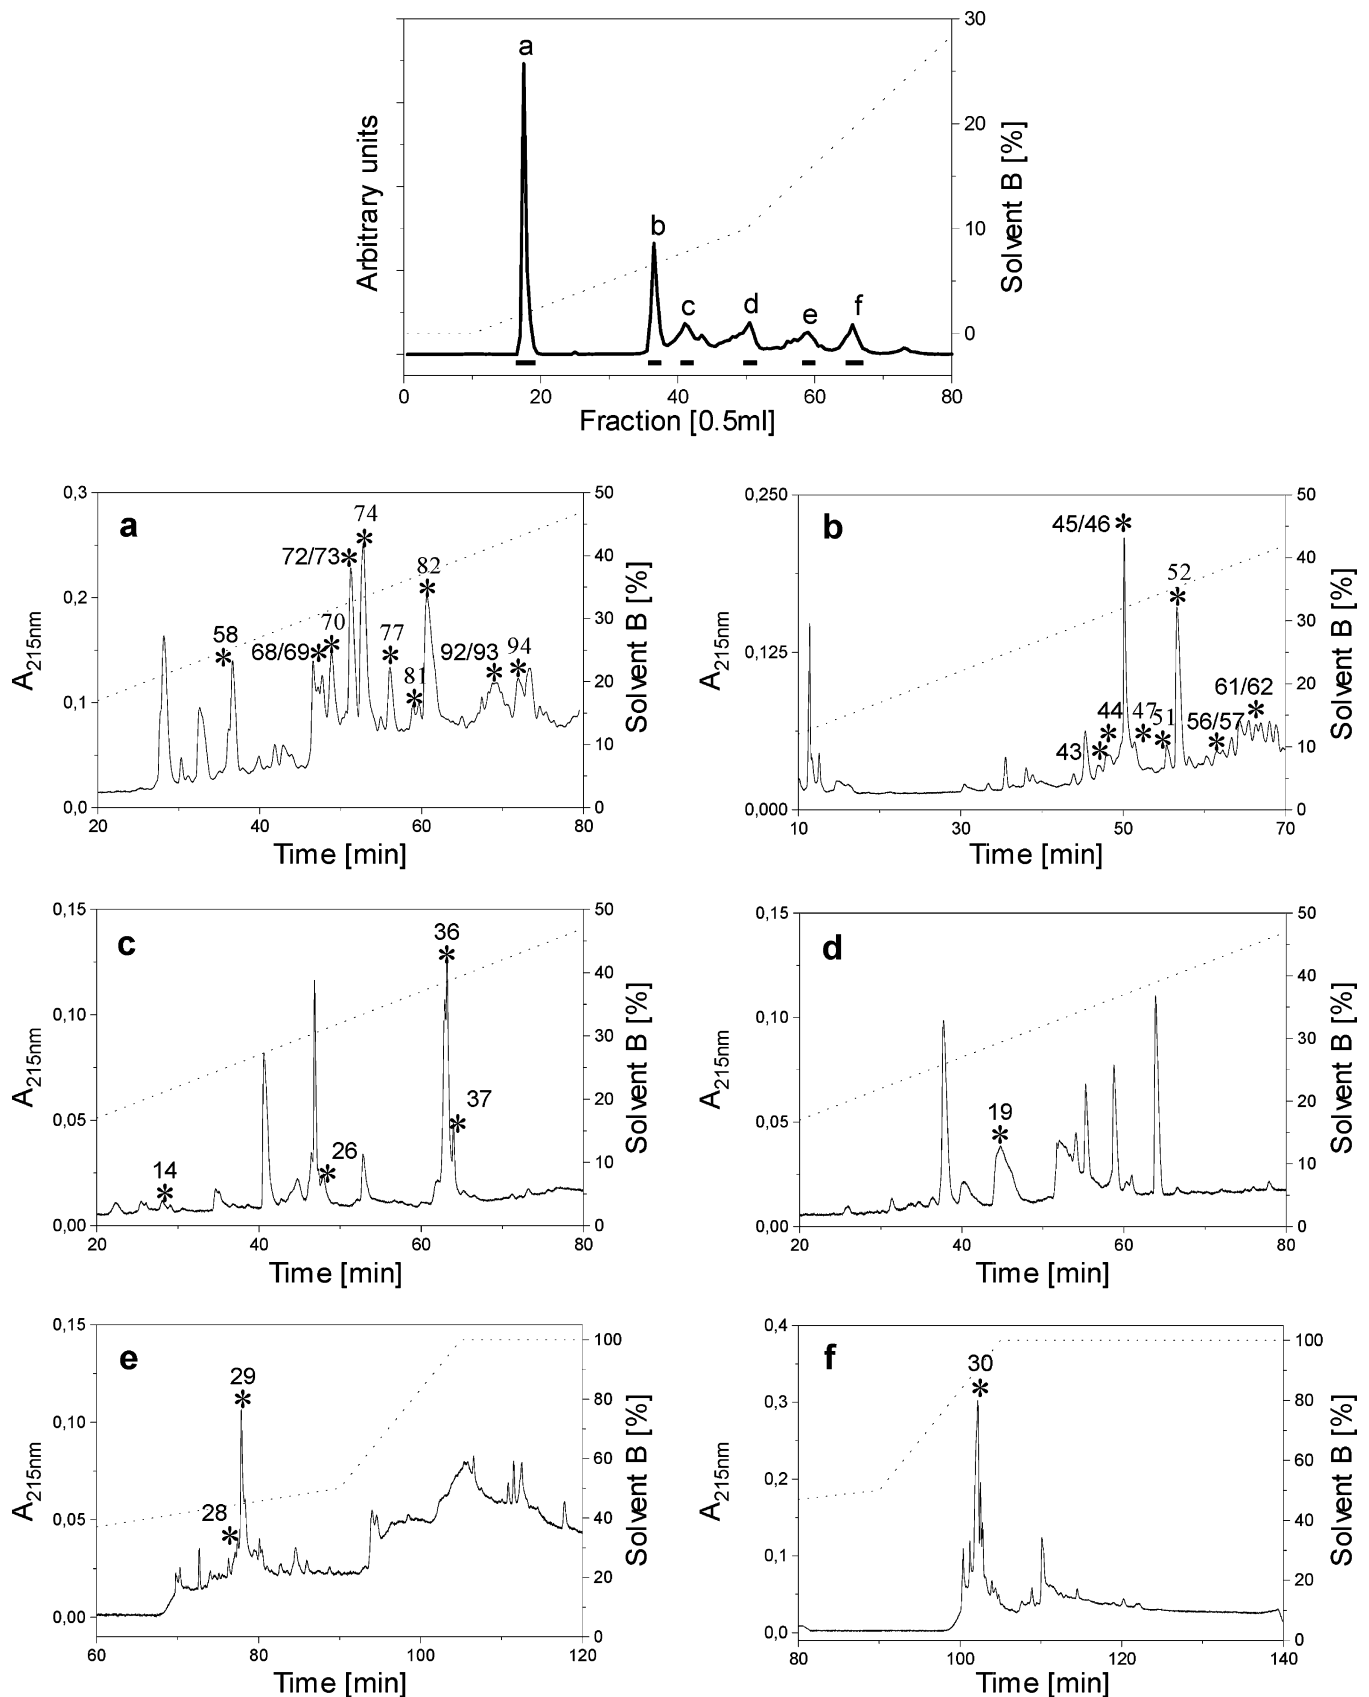 30
a
20
b
10
c d e f
0
Arbitrary units
Solvent B [%]
0 20 40 60 80
Fraction [0.5ml]
a
0,3
0,2
0,1
0,0
A215nm
58 68/69 70 72/73 74 77 81 82 92/93 94
50
40
30
20
10
0
Solvent B [%]
20 40 60 80
Time [min]
b
0,250
0,125
0,000
A215nm
43 44 45/46 47 51 52 56/57 61/62
50
40
30
20
10
0
Solvent B [%]
10 30 50 70
Time [min]
c
0,15
0,10
0,05
0,00
A215nm
14 26 36 37
50
40
30
20
10
0
Solvent B [%]
20 40 60 80
Time [min]
d
0,15
0,10
0,05
0,00
A215nm
19
50
40
30
20
10
0
Solvent B [%]
20 40 60 80
Time [min]
e
0,15
0,10
0,05
0,00
A215nm
28 29
100
80
60
40
20
0
Solvent B [%]
60 80 100 120
Time [min]
f
0,4
0,3
0,2
0,1
0,0
A215nm
30
100
80
60
40
20
0
Solvent B [%]
80 100 120 140
Time [min]